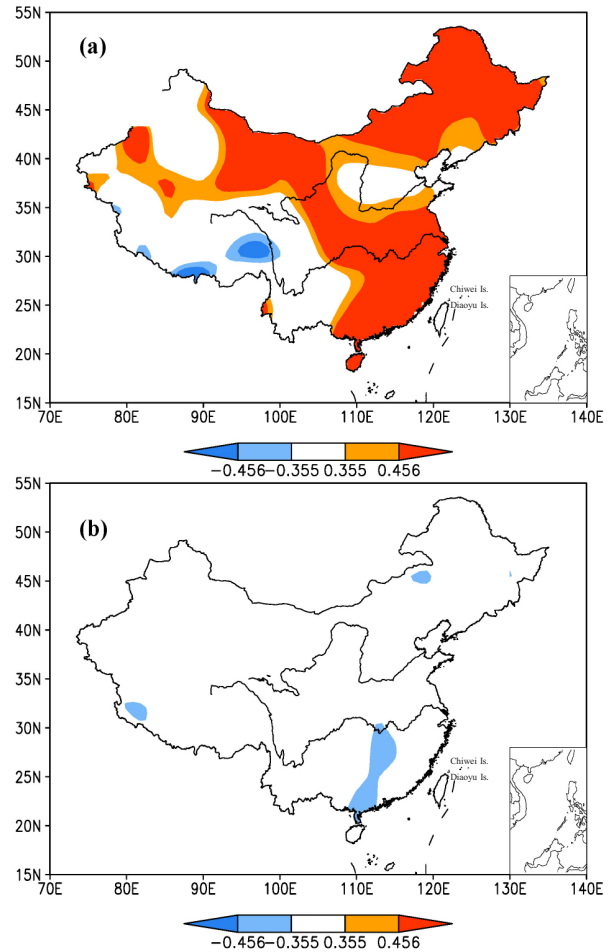 55N
(a)
50N
45N
40N
35N
30N
25N
20N
15N
Chiwei Is.
Diaoyu Is.
70E 80E 90E 100E 110E 120E 130E 140E
−0.456 −0.355 0.355 0.456
55N
(b)
50N
45N
40N
35N
30N
25N
20N
15N
Chiwei Is.
Diaoyu Is.
70E 80E 90E 100E 110E 120E 130E 140E
−0.456 −0.355 0.355 0.456